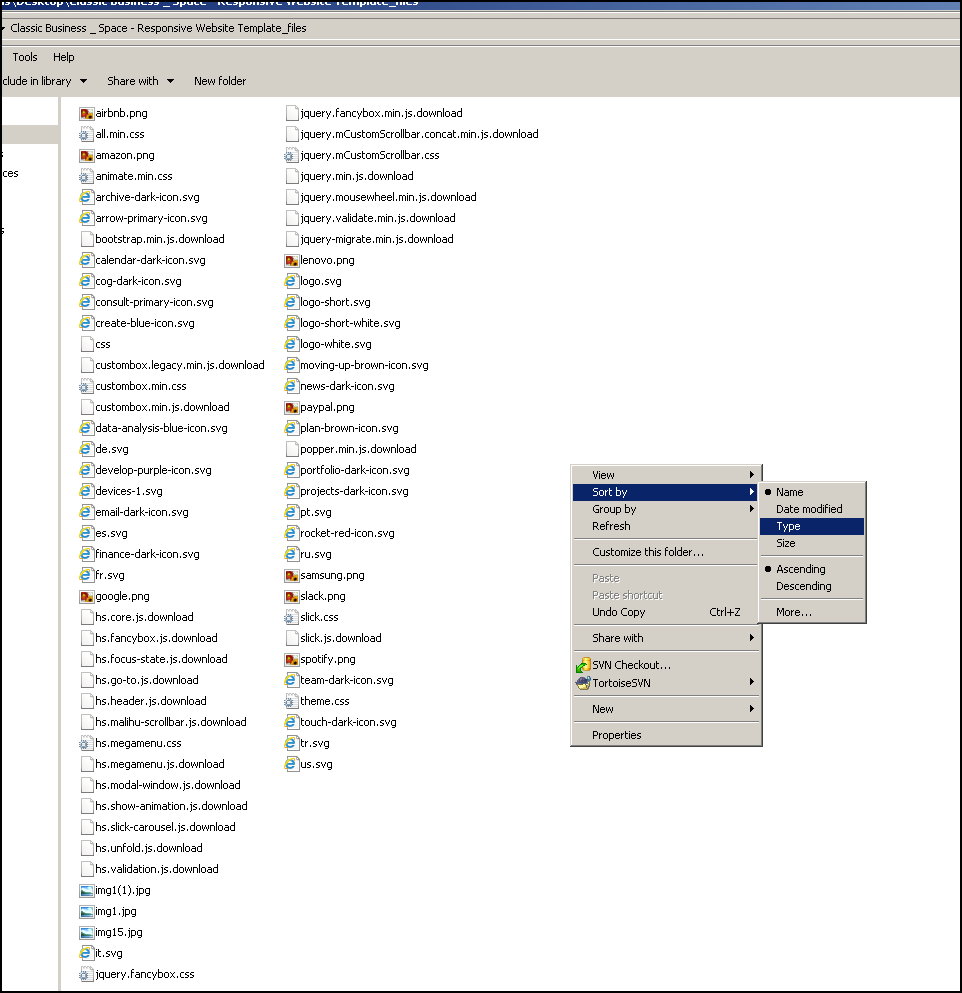 Classic Business _ Space - Responsive Website Template_files
Tools Help
clude in library Share with New folder
ces
airbnb.png
all.min.css
amazon.png
animate.min.css
archive-dark-icon.svg
arrow-primary-icon.svg
bootstrap.min.js.download
calendar-dark-icon.svg
cog-dark-icon.svg
consult-primary-icon.svg
create-blue-icon.svg
css
custombox.legacy.min.js.download
custombox.min.css
custombox.min.js.download
data-analysis-blue-icon.svg
de.svg
develop-purple-icon.svg
devices-1.svg
email-dark-icon.svg
es.svg
finance-dark-icon.svg
fr.svg
google.png
hs.core.js.download
hs.fancybox.js.download
hs.focus-state.js.download
hs.go-to.js.download
hs.header.js.download
hs.malihu-scrollbar.js.download
hs.megamenu.css
hs.megamenu.js.download
hs.modal-window.js.download
hs.show-animation.js.download
hs.slick-carousel.js.download
hs.unfold.js.download
hs.validation.js.download
img1(1).jpg
img1.jpg
img15.jpg
it.svg
jquery.fancybox.css
jquery.fancybox.min.js.download
jquery.mCustomScrollbar.concat.min.js.download
jquery.mCustomScrollbar.css
jquery.min.js.download
jquery.mousewheel.min.js.download
jquery.validate.min.js.download
jquery-migrate.min.js.download
lenovo.png
logo.svg
logo-short.svg
logo-short-white.svg
logo-white.svg
moving-up-brown-icon.svg
news-dark-icon.svg
paypal.png
plan-brown-icon.svg
popper.min.js.download
portfolio-dark-icon.svg
projects-dark-icon.svg
pt.svg
rocket-red-icon.svg
ru.svg
samsung.png
slack.png
slick.css
slick.js.download
spotify.png
team-dark-icon.svg
theme.css
touch-dark-icon.svg
tr.svg
us.svg
View
Sort by
Group by
Refresh
Customize this folder...
Paste
Paste shortcut
Undo Copy Ctrl+Z
Share with
SVN Checkout...
TortoiseSVN
New
Properties
Name
Date modified
Type
Size
Ascending
Descending
More...